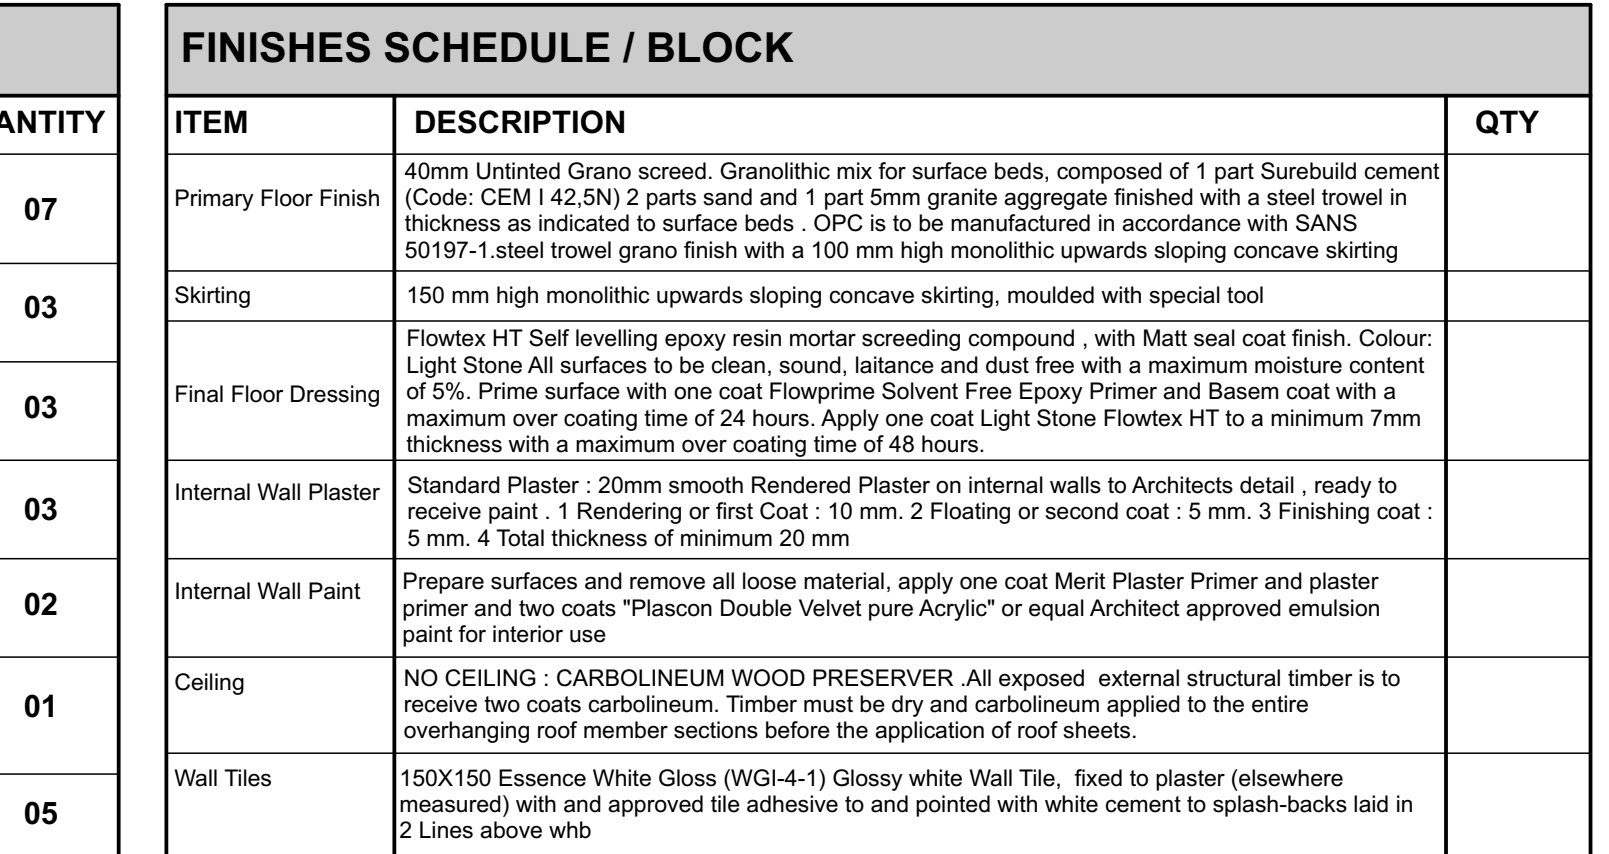 FINISHES SCHEDULE / BLOCK
ANTITY
ITEM DESCRIPTION QTY
07
03
03
03
02
01
05
Primary Floor Finish
40mm Untinted Grano screed. Granolithic mix for surface beds, composed of 1 part Surebuild cement
(Code: CEM I 42,5N) 2 parts sand and 1 part 5mm granite aggregate finished with a steel trowel in
thickness as indicated to surface beds . OPC is to be manufactured in accordance with SANS
50197-1.steel trowel grano finish with a 100 mm high monolithic upwards sloping concave skirting
Skirting
150 mm high monolithic upwards sloping concave skirting, moulded with special tool
Final Floor Dressing
Flowtex HT Self levelling epoxy resin mortar screeding compound , with Matt seal coat finish. Colour:
Light Stone All surfaces to be clean, sound, laitance and dust free with a maximum moisture content
of 5%. Prime surface with one coat Flowprime Solvent Free Epoxy Primer and Basem coat with a
maximum over coating time of 24 hours. Apply one coat Light Stone Flowtex HT to a minimum 7mm
thickness with a maximum over coating time of 48 hours.
Internal Wall Plaster
Standard Plaster : 20mm smooth Rendered Plaster on internal walls to Architects detail , ready to
receive paint . 1 Rendering or first Coat : 10 mm. 2 Floating or second coat : 5 mm. 3 Finishing coat :
5 mm. 4 Total thickness of minimum 20 mm
Internal Wall Paint
Prepare surfaces and remove all loose material, apply one coat Merit Plaster Primer and plaster
primer and two coats "Plascon Double Velvet pure Acrylic" or equal Architect approved emulsion
paint for interior use
Ceiling
NO CEILING : CARBOLINEUM WOOD PRESERVER .All exposed external structural timber is to
receive two coats carbolineum. Timber must be dry and carbolineum applied to the entire
overhanging roof member sections before the application of roof sheets.
Wall Tiles
150X150 Essence White Gloss (WGI-4-1) Glossy white Wall Tile, fixed to plaster (elsewhere
measured) with and approved tile adhesive to and pointed with white cement to splash-backs laid in
2 Lines above whb